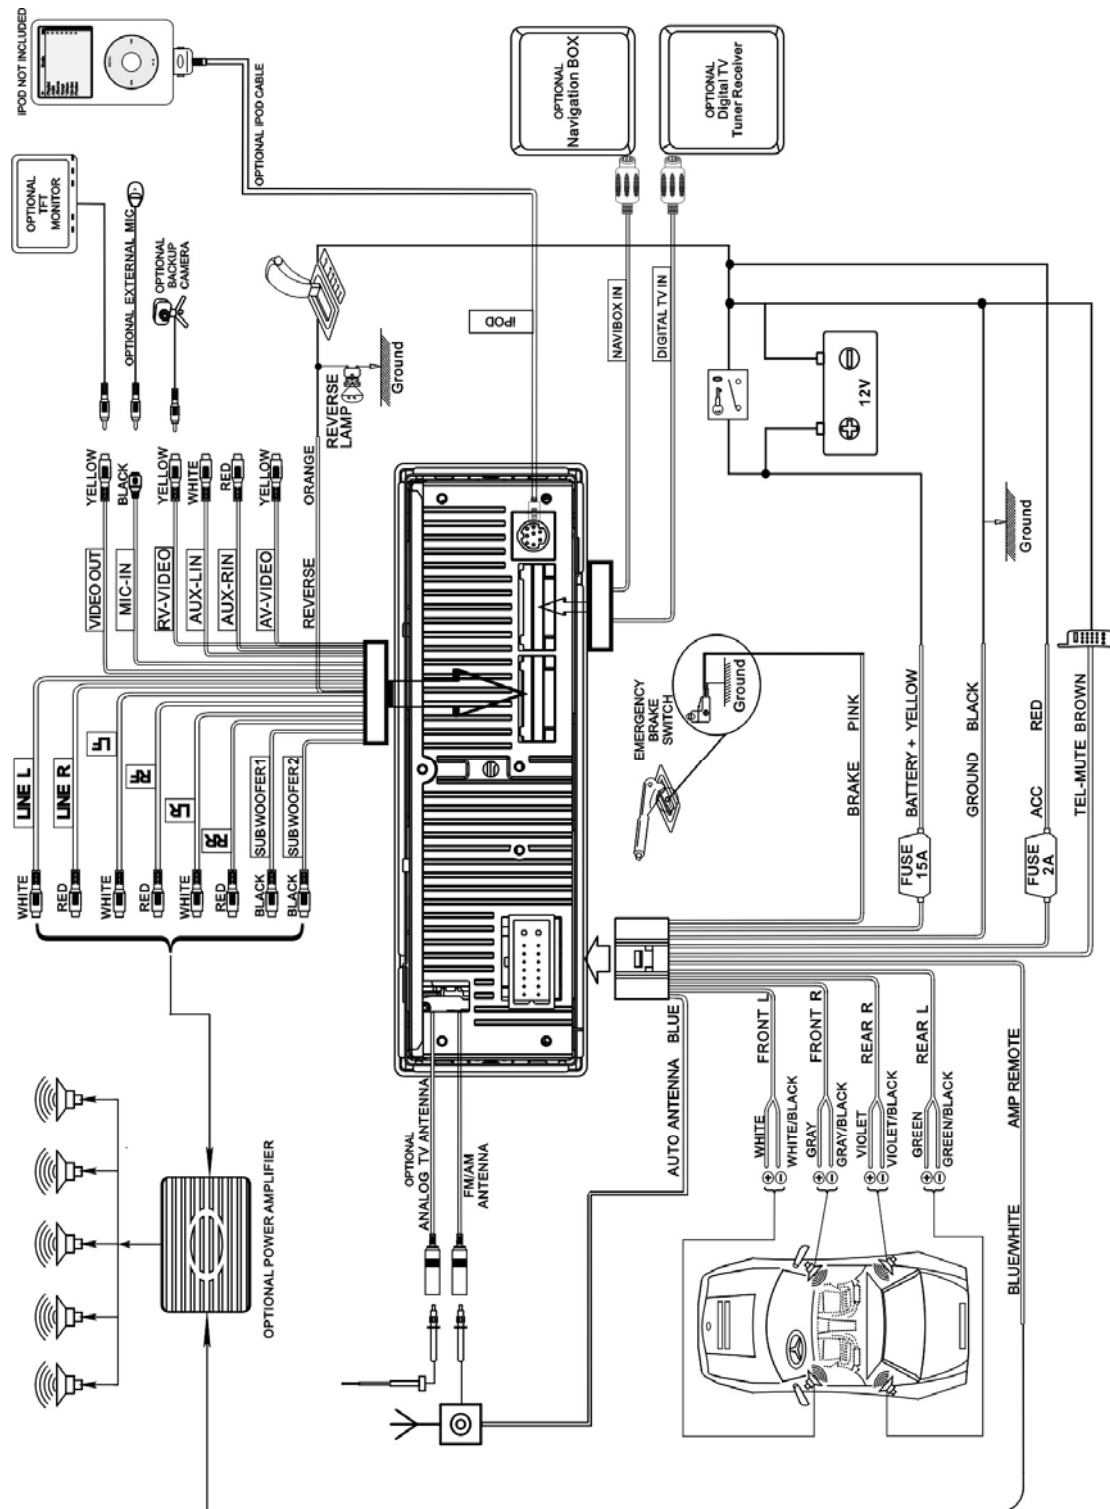 IPOD NOT INCLUDED
OPTIONAL IPOD CABLE
OPTIONAL
TFT
MONITOR
OPTIONAL EXTERNAL MIC
OPTIONAL
BACKUP
CAMERA
OPTIONAL
Navigation BOX
OPTIONAL
Digital TV
Tuner Receiver
YELLOW
BLACK
YELLOW
WHITE
RED
YELLOW
ORANGE
VIDEO OUT
MIC-IN
RV-VIDEO
AUX-LIN
AUX-RIN
AV-VIDEO
REVERSE
REVERSE
LAMP
Ground
iPOD
NAVIBOX IN
DIGITAL TV IN
12V
Ground
LINE L
LINE R
LF
RF
LR
RR
SUBWOOFER1
SUBWOOFER2
WHITE
RED
WHITE
RED
WHITE
RED
BLACK
BLACK
EMERGENCY
BRAKE
SWITCH
Ground
BRAKE PINK
BATTERY+ YELLOW
GROUND BLACK
ACC RED
TEL-MUTE BROWN
FUSE
15A
FUSE
2A
OPTIONAL POWER AMPLIFIER
OPTIONAL
ANALOG TV ANTENNA
FM/AM
ANTENNA
AUTO ANTENNA BLUE
FRONT L
WHITE
WHITE/BLACK
FRONT R
GRAY
GRAY/BLACK
REAR R
VIOLET
VIOLET/BLACK
REAR L
GREEN
GREEN/BLACK
BLUE/WHITE AMP REMOTE